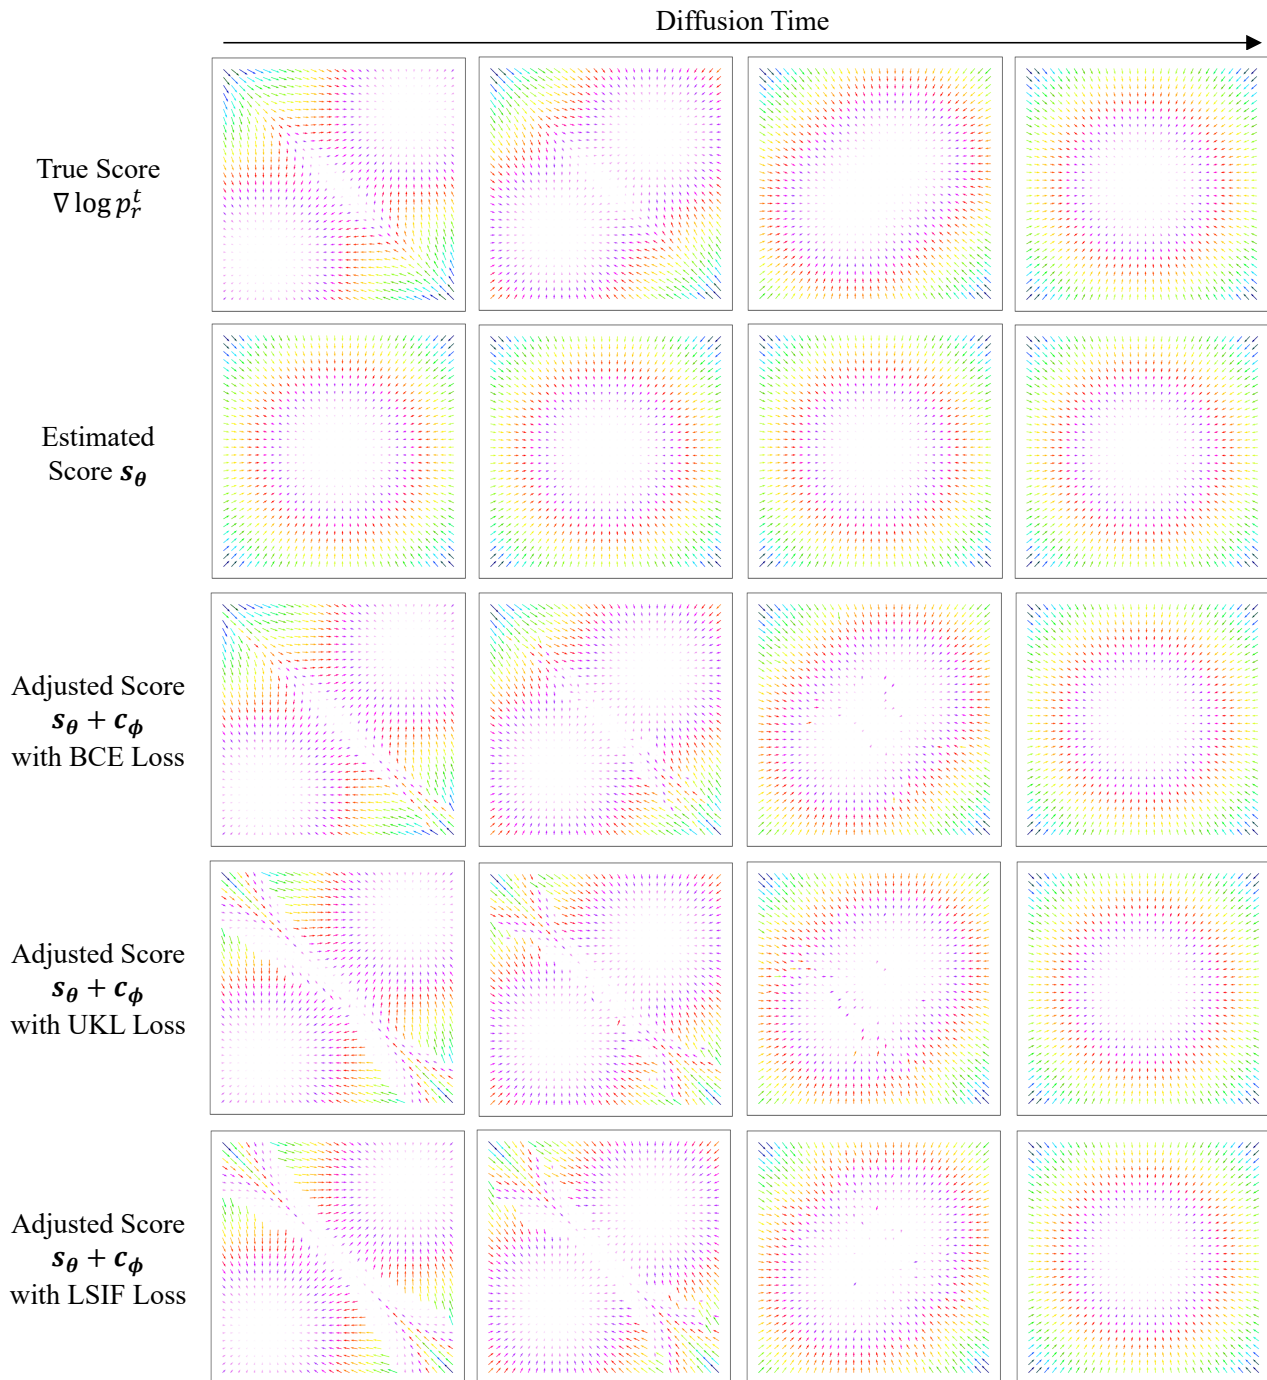 Diffusion Time
True Score
∇ log p_r^t
Estimated
Score s_θ
Adjusted Score
s_θ + c_ϕ
with BCE Loss
Adjusted Score
s_θ + c_ϕ
with UKL Loss
Adjusted Score
s_θ + c_ϕ
with LSIF Loss